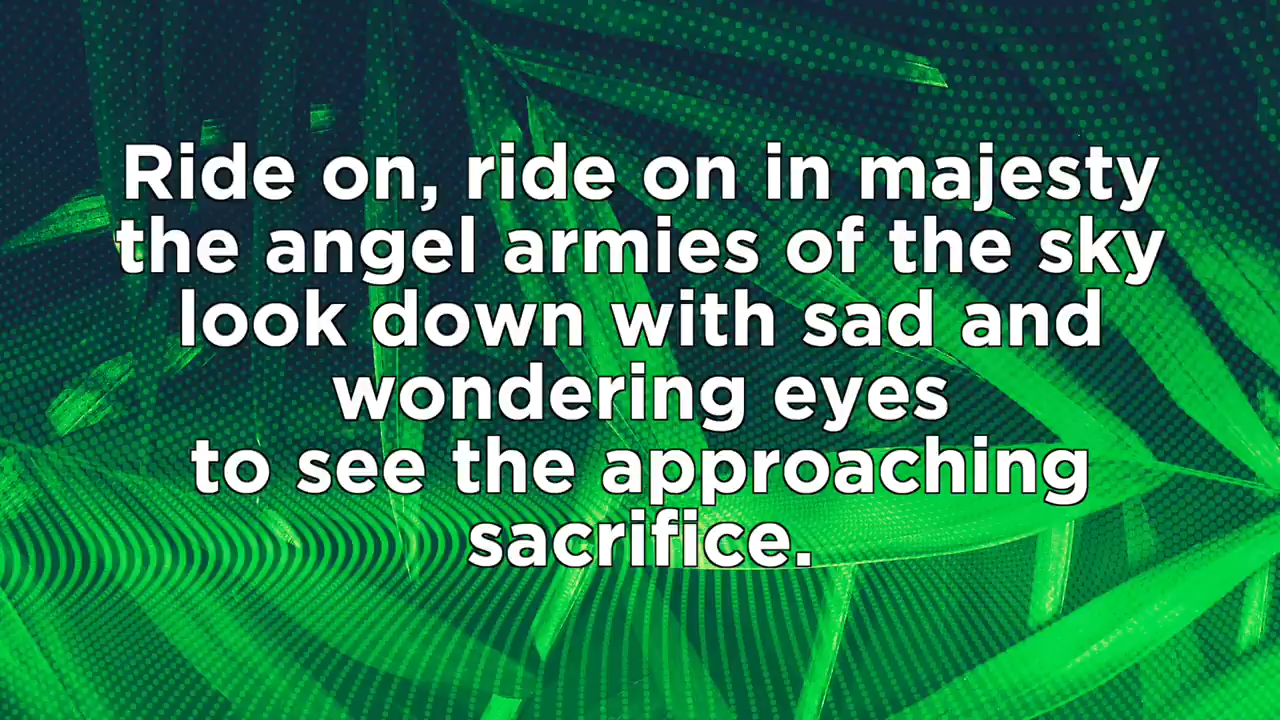 Ride on, ride on in majesty
the angel armies of the sky
look down with sad and
wondering eyes
to see the approaching
sacrifice.